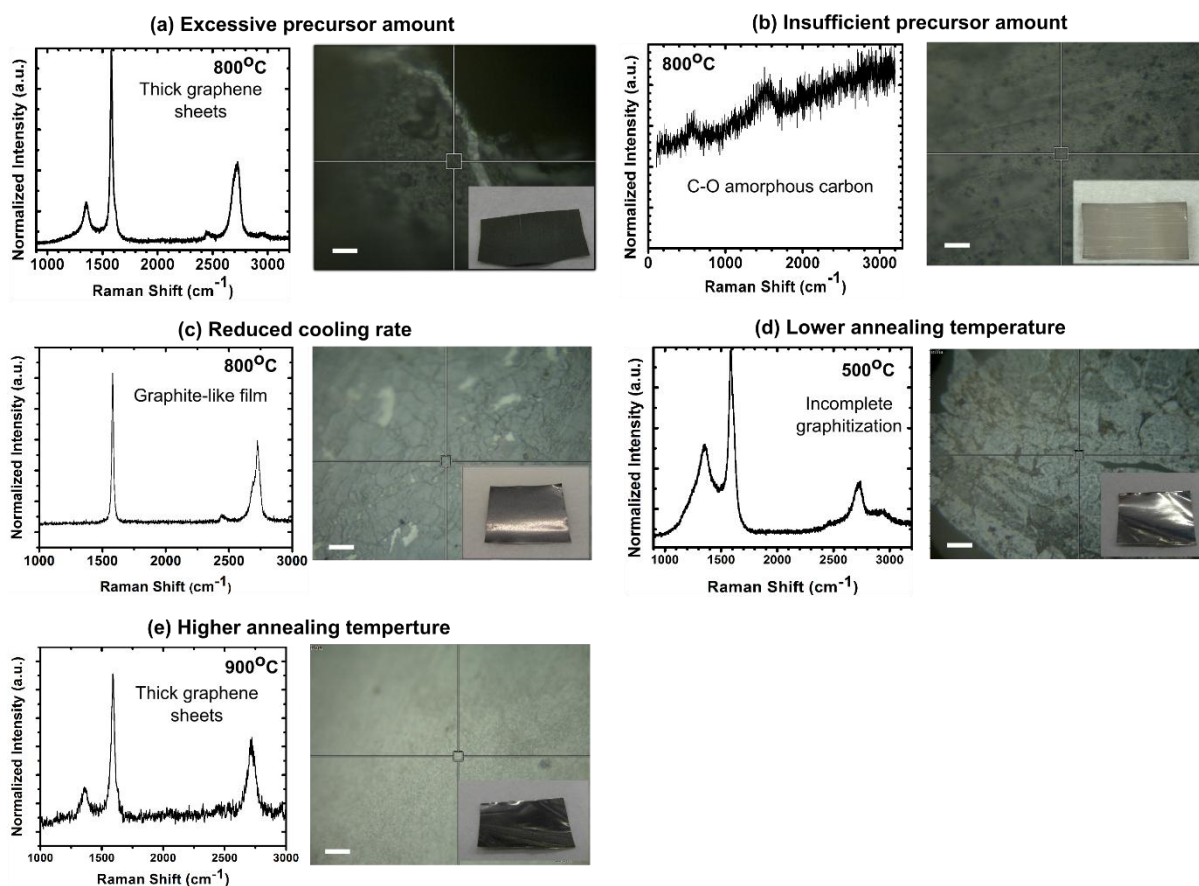 (a) Excessive precursor amount
Normalized Intensity (a.u.)
800°C
Thick graphene
sheets
1000 1500 2000 2500 3000
Raman Shift (cm⁻¹)
(b) Insufficient precursor amount
Normalized Intensity (a.u.)
800°C
C-O amorphous carbon
0 1000 2000 3000
Raman Shift (cm⁻¹)
(c) Reduced cooling rate
Normalized Intensity (a.u.)
800°C
Graphite-like film
1000 1500 2000 2500 3000
Raman Shift (cm⁻¹)
(d) Lower annealing temperature
Normalized Intensity (a.u.)
500°C
Incomplete
graphitization
1000 1500 2000 2500 3000
Raman Shift (cm⁻¹)
(e) Higher annealing temperture
Normalized Intensity (a.u.)
900°C
Thick graphene
sheets
1000 1500 2000 2500 3000
Raman Shift (cm⁻¹)